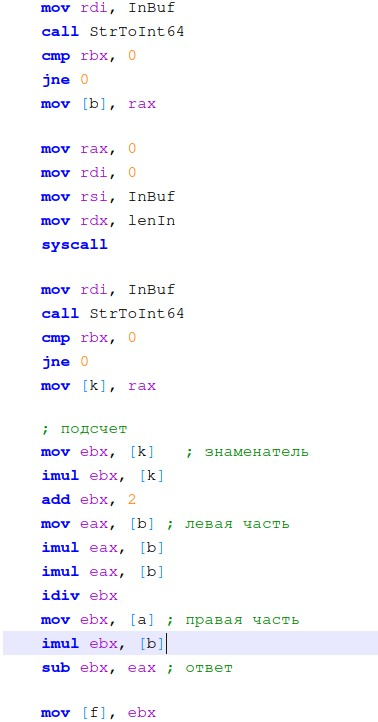 mov rdi, InBuf
call StrToInt64
cmp rbx, 0
jne 0
mov [b], rax
mov rax, 0
mov rdi, 0
mov rsi, InBuf
mov rdx, lenIn
syscall
mov rdi, InBuf
call StrToInt64
cmp rbx, 0
jne 0
mov [k], rax
; подсчет
mov ebx, [k] ; знаменатель
imul ebx, [k]
add ebx, 2
mov eax, [b] ; левая часть
imul eax, [b]
imul eax, [b]
idiv ebx
mov ebx, [a] ; правая часть
imul ebx, [b]
sub ebx, eax ; ответ
mov [f], ebx